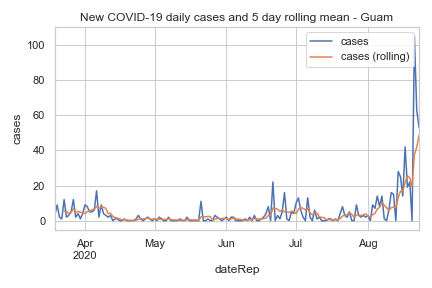 New COVID-19 daily cases and 5 day rolling mean - Guam
cases
cases (rolling)
100
80
60
40
20
0
cases
Apr
2020
May
Jun
Jul
Aug
dateRep